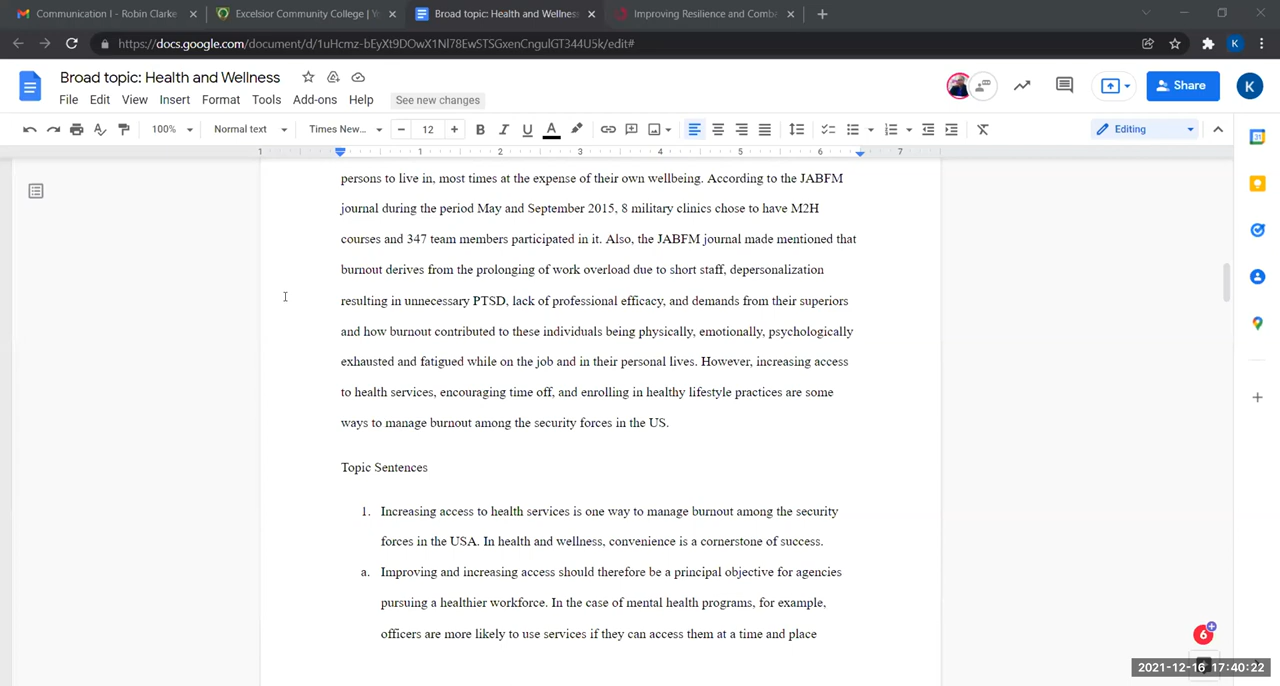 Communication I - Robin Clarke
Excelsior Community College | Y
Broad topic: Health and Wellness
Improving Resilience and Comba
https://docs.google.com/document/d/1uHcmz-bEyXt9DOwX1Nl78EwSTSGxenCngulGT344U5k/edit#
Broad topic: Health and Wellness
File Edit View Insert Format Tools Add-ons Help See new changes
Share
K
100% Normal text Times New... 12 B I U A Editing
1 1 2 3 4 5 6 7
persons to live in, most times at the expense of their own wellbeing. According to the JABFM
journal during the period May and September 2015, 8 military clinics chose to have M2H
courses and 347 team members participated in it. Also, the JABFM journal made mentioned that
burnout derives from the prolonging of work overload due to short staff, depersonalization
resulting in unnecessary PTSD, lack of professional efficacy, and demands from their superiors
and how burnout contributed to these individuals being physically, emotionally, psychologically
exhausted and fatigued while on the job and in their personal lives. However, increasing access
to health services, encouraging time off, and enrolling in healthy lifestyle practices are some
ways to manage burnout among the security forces in the US.
Topic Sentences
1. Increasing access to health services is one way to manage burnout among the security
forces in the USA. In health and wellness, convenience is a cornerstone of success.
a. Improving and increasing access should therefore be a principal objective for agencies
pursuing a healthier workforce. In the case of mental health programs, for example,
officers are more likely to use services if they can access them at a time and place
6
2021-12-16 17:40:22